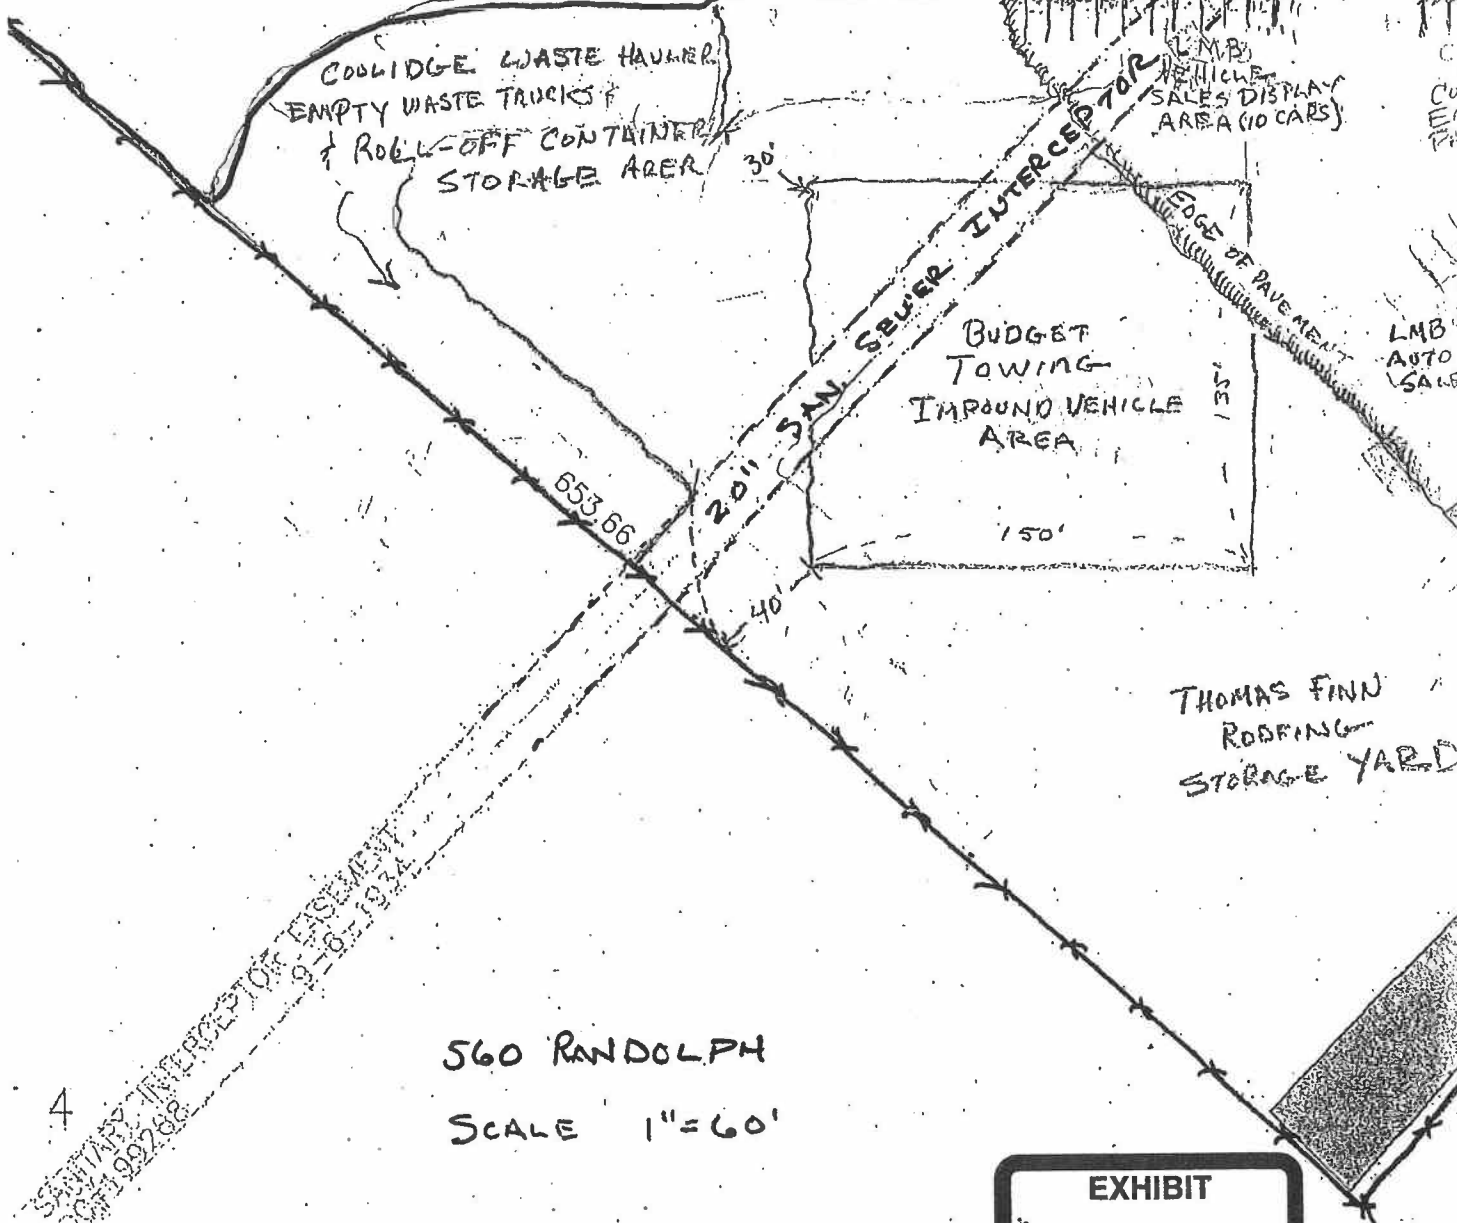 COOLIDGE WASTE HAULER
EMPTY WASTE TRUCKS &
& ROLL-OFF CONTAINER
STORAGE AREA
LMB
VEHICLE
SALES DISPLAY
AREA (10 CARS)
30'
20" SAN. SEWER INTERCEPTOR
EDGE OF PAVEMENT
LMB
AUTO
BUDGET
TOWING
IMPOUND VEHICLE
AREA
135'
150'
40'
653.66
THOMAS FINN
ROOFING
STORAGE YARD
SANITARY INTERCEPTOR EASEMENT
9-6-1934
199268
4
560 RANDOLPH
SCALE 1"=60'
EXHIBIT